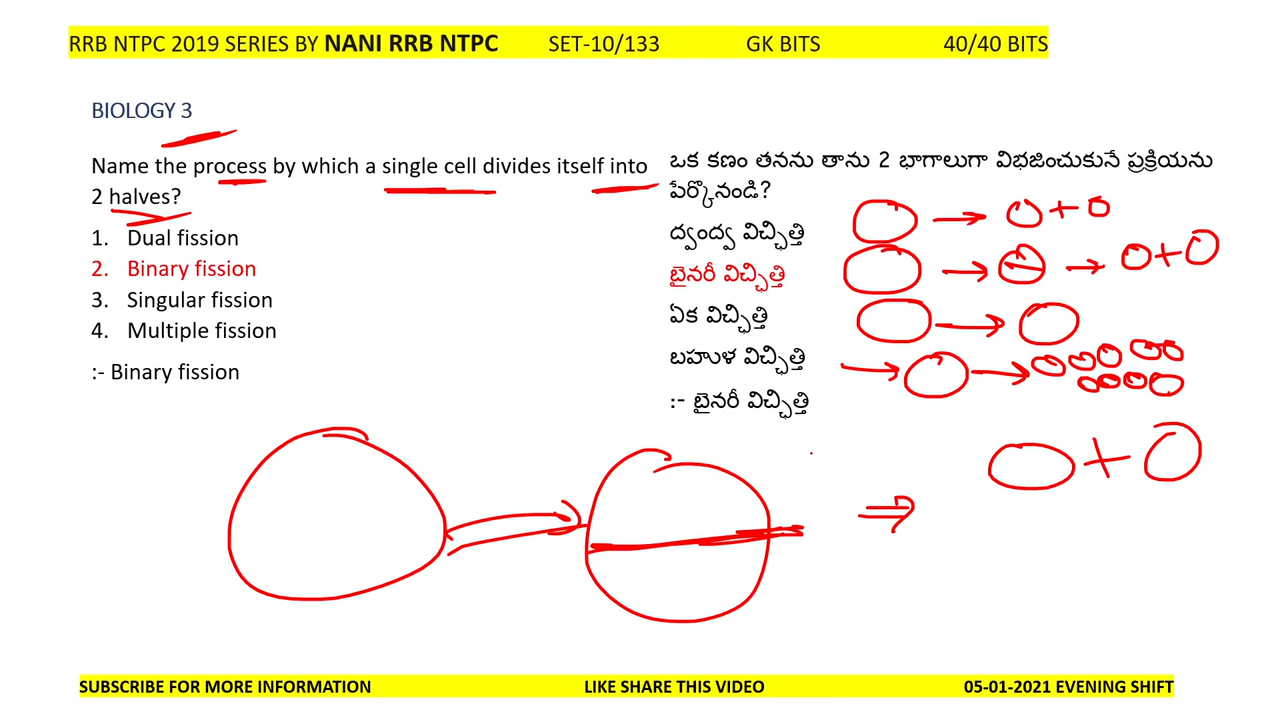 RRB NTPC 2019 SERIES BY NANI RRB NTPC SET-10/133 GK BITS 40/40 BITS
BIOLOGY 3
Name the process by which a single cell divides itself into
2 halves?
1. Dual fission
2. Binary fission
3. Singular fission
4. Multiple fission
:- Binary fission
ఒక కణం తనను తాను 2 భాగాలుగా విభజించుకునే ప్రక్రియను
పేర్కొనండి?
ద్వంద్వ విచ్ఛిత్తి
బైనరీ విచ్ఛిత్తి
ఏక విచ్ఛిత్తి
బహుళ విచ్ఛిత్తి
:- బైనరీ విచ్ఛిత్తి
SUBSCRIBE FOR MORE INFORMATION LIKE SHARE THIS VIDEO 05-01-2021 EVENING SHIFT